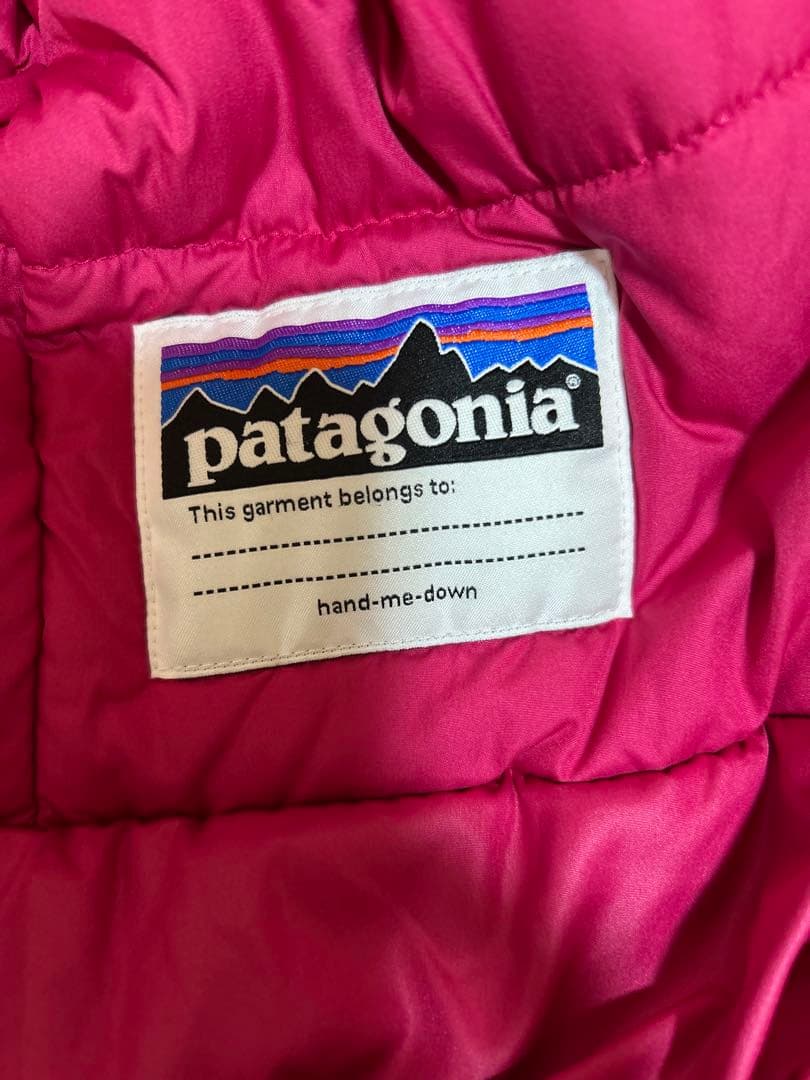 patagonia®
This garment belongs to:
hand-me-down